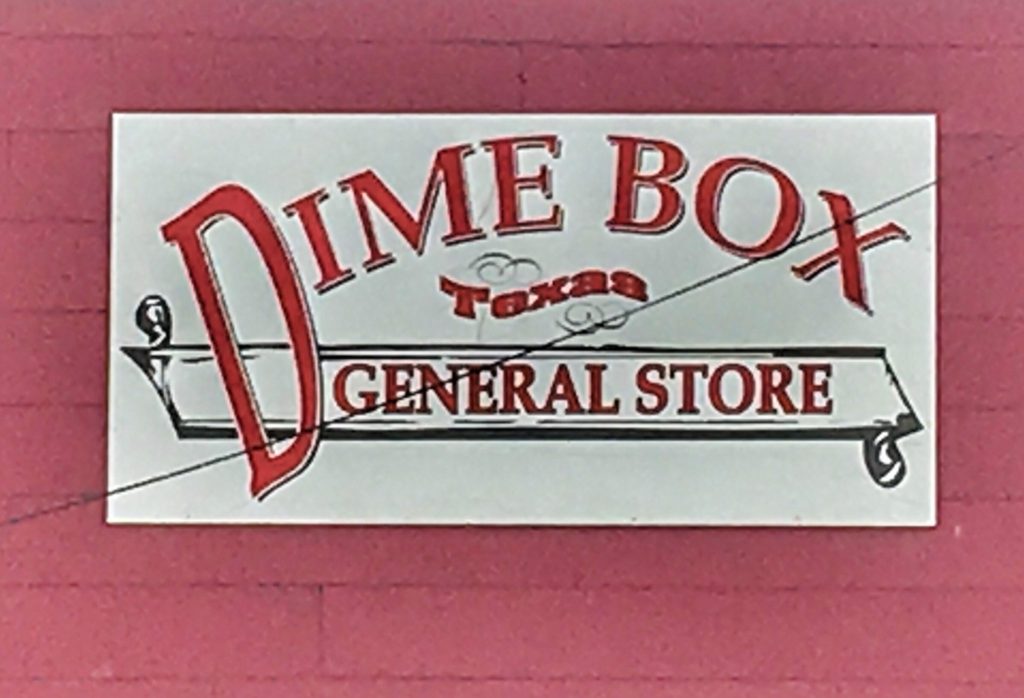 DIME BOX
Texas
GENERAL STORE